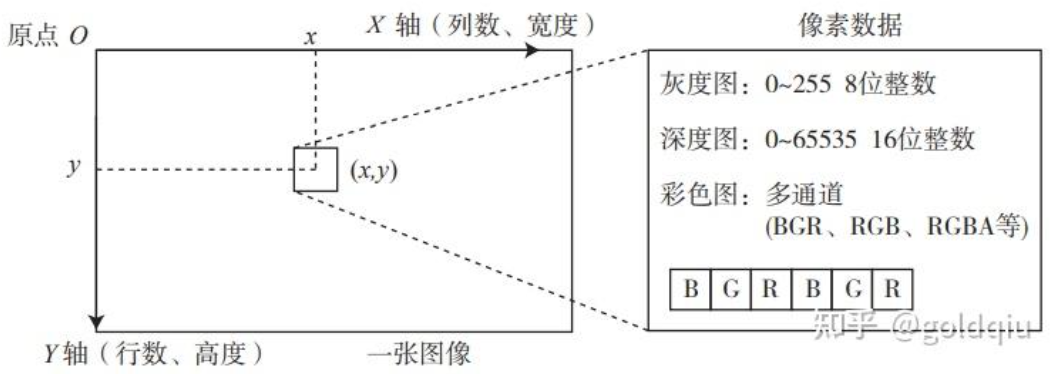 原点 O
x
X 轴（列数、宽度）
y
(x,y)
Y 轴（行数、高度）
一张图像
像素数据
灰度图：0~255 8位整数
深度图：0~65535 16位整数
彩色图：多通道
(BGR、RGB、RGBA等)
B G R B G R
知乎 @goldqiu